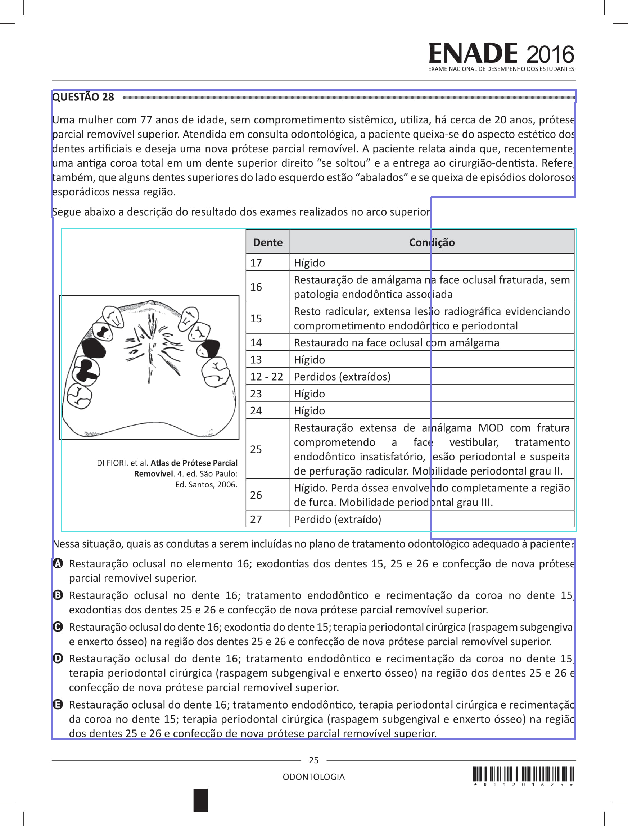 ENADE 2016
EXAME NACIONAL DE DESEMPENHO DOS ESTUDANTES
QUESTÃO 28
Uma mulher com 77 anos de idade, sem comprometimento sistêmico, utiliza, há cerca de 20 anos, prótese
parcial removível superior. Atendida em consulta odontológica, a paciente queixa-se do aspecto estético dos
dentes artificiais e deseja uma nova prótese parcial removível. A paciente relata ainda que, recentemente,
uma antiga coroa total em um dente superior direito “se soltou” e a entrega ao cirurgião-dentista. Refere,
também, que alguns dentes superiores do lado esquerdo estão “abalados” e se queixa de episódios dolorosos
esporádicos nessa região.
Segue abaixo a descrição do resultado dos exames realizados no arco superior
Dente Condição
17 Hígido
16 Restauração de amálgama na face oclusal fraturada, sem
patologia endodôntica associada
15 Resto radicular, extensa lesão radiográfica evidenciando
comprometimento endodôntico e periodontal
14 Restaurado na face oclusal com amálgama
13 Hígido
12 - 22 Perdidos (extraídos)
23 Hígido
24 Hígido
25 Restauração extensa de amálgama MOD com fratura
comprometendo a face vestibular, tratamento
endodôntico insatisfatório, lesão periodontal e suspeita
de perfuração radicular. Mobilidade periodontal grau II.
26 Hígido. Perda óssea envolvendo completamente a região
de furca. Mobilidade periodontal grau III.
27 Perdido (extraído)
DI FIORI, et al. Atlas de Prótese Parcial
Removível. 4. ed. São Paulo:
Ed. Santos, 2006.
Nessa situação, quais as condutas a serem incluídas no plano de tratamento odontológico adequado à paciente?
A Restauração oclusal no elemento 16; exodontias dos dentes 15, 25 e 26 e confecção de nova prótese
parcial removível superior.
B Restauração oclusal no dente 16; tratamento endodôntico e recimentação da coroa no dente 15;
exodontias dos dentes 25 e 26 e confecção de nova prótese parcial removível superior.
C Restauração oclusal do dente 16; exodontia do dente 15; terapia periodontal cirúrgica (raspagem subgengival
e enxerto ósseo) na região dos dentes 25 e 26 e confecção de nova prótese parcial removível superior.
D Restauração oclusal do dente 16; tratamento endodôntico e recimentação da coroa no dente 15;
terapia periodontal cirúrgica (raspagem subgengival e enxerto ósseo) na região dos dentes 25 e 26 e
confecção de nova prótese parcial removível superior.
E Restauração oclusal do dente 16; tratamento endodôntico, terapia periodontal cirúrgica e recimentação
da coroa no dente 15; terapia periodontal cirúrgica (raspagem subgengival e enxerto ósseo) na região
dos dentes 25 e 26 e confecção de nova prótese parcial removível superior.
25
ODONTOLOGIA